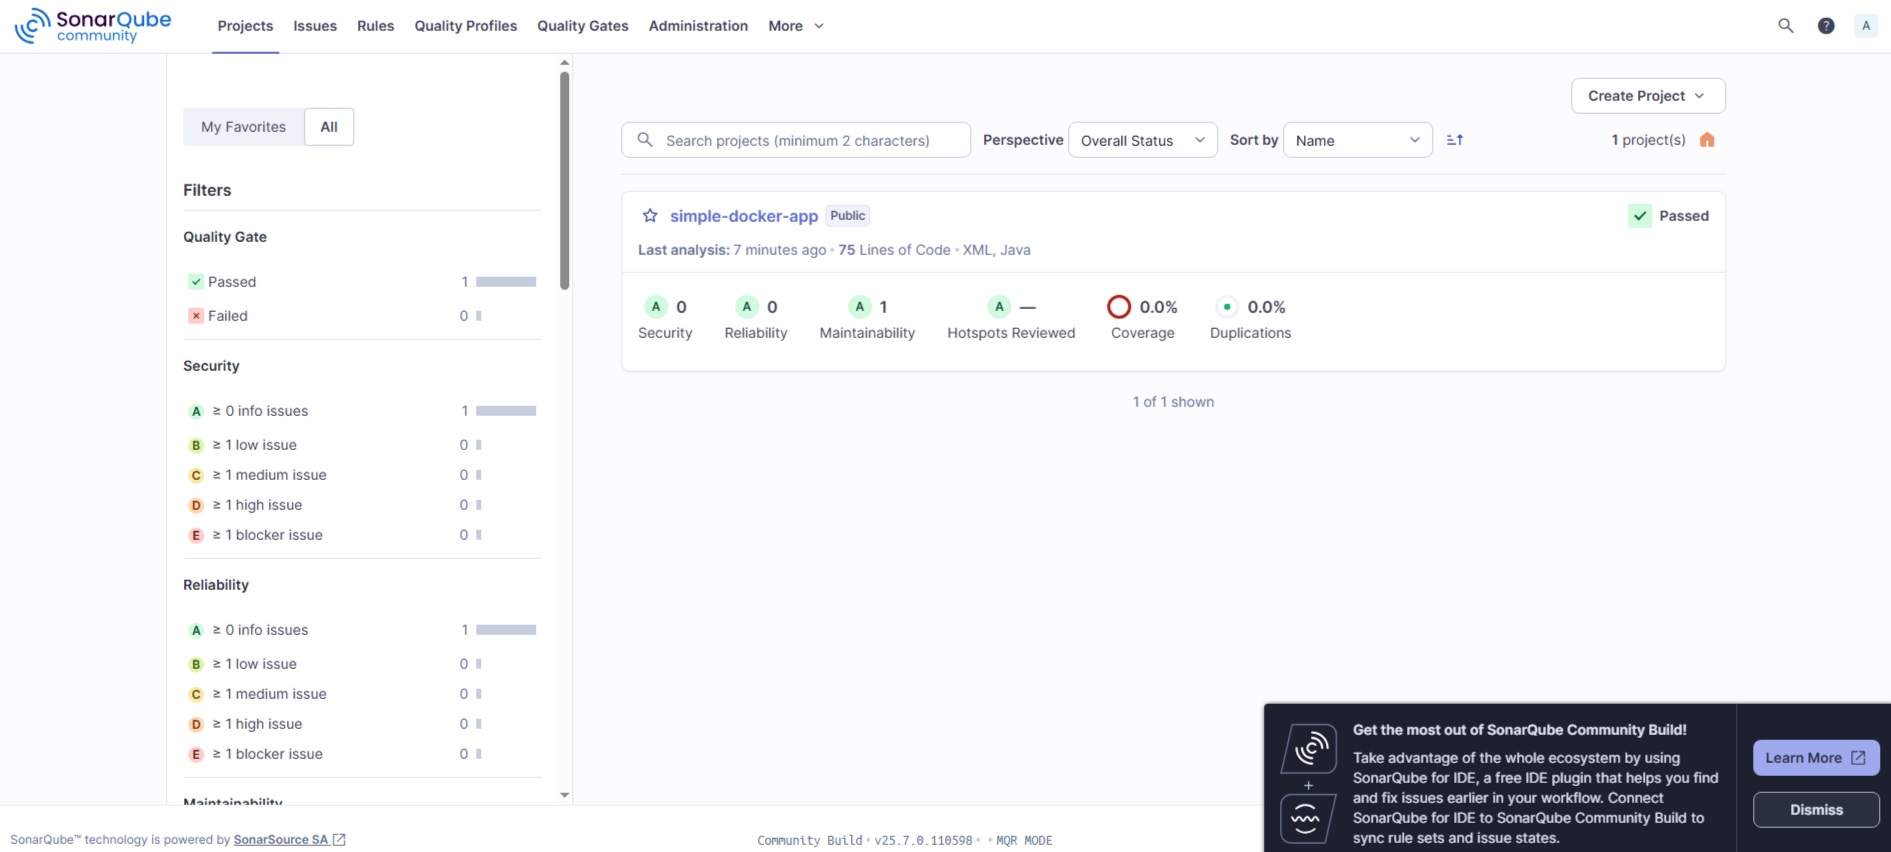 SonarQube
community
Projects Issues Rules Quality Profiles Quality Gates Administration More
? A
Create Project
My Favorites All
Search projects (minimum 2 characters) Perspective Overall Status Sort by Name 1 project(s)
Filters
Quality Gate
Passed 1
Failed 0
Security
A ≥ 0 info issues 1
B ≥ 1 low issue 0
C ≥ 1 medium issue 0
D ≥ 1 high issue 0
E ≥ 1 blocker issue 0
Reliability
A ≥ 0 info issues 1
B ≥ 1 low issue 0
C ≥ 1 medium issue 0
D ≥ 1 high issue 0
E ≥ 1 blocker issue 0
Maintainability
simple-docker-app Public Passed
Last analysis: 7 minutes ago • 75 Lines of Code • XML, Java
A 0 A 0 A 1 A — 0.0% 0.0%
Security Reliability Maintainability Hotspots Reviewed Coverage Duplications
1 of 1 shown
Get the most out of SonarQube Community Build!
Take advantage of the whole ecosystem by using
SonarQube for IDE, a free IDE plugin that helps you find
and fix issues earlier in your workflow. Connect
SonarQube for IDE to SonarQube Community Build to
sync rule sets and issue states.
Learn More
Dismiss
SonarQube™ technology is powered by SonarSource SA
Community Build • v25.7.0.110598 • • MQR MODE